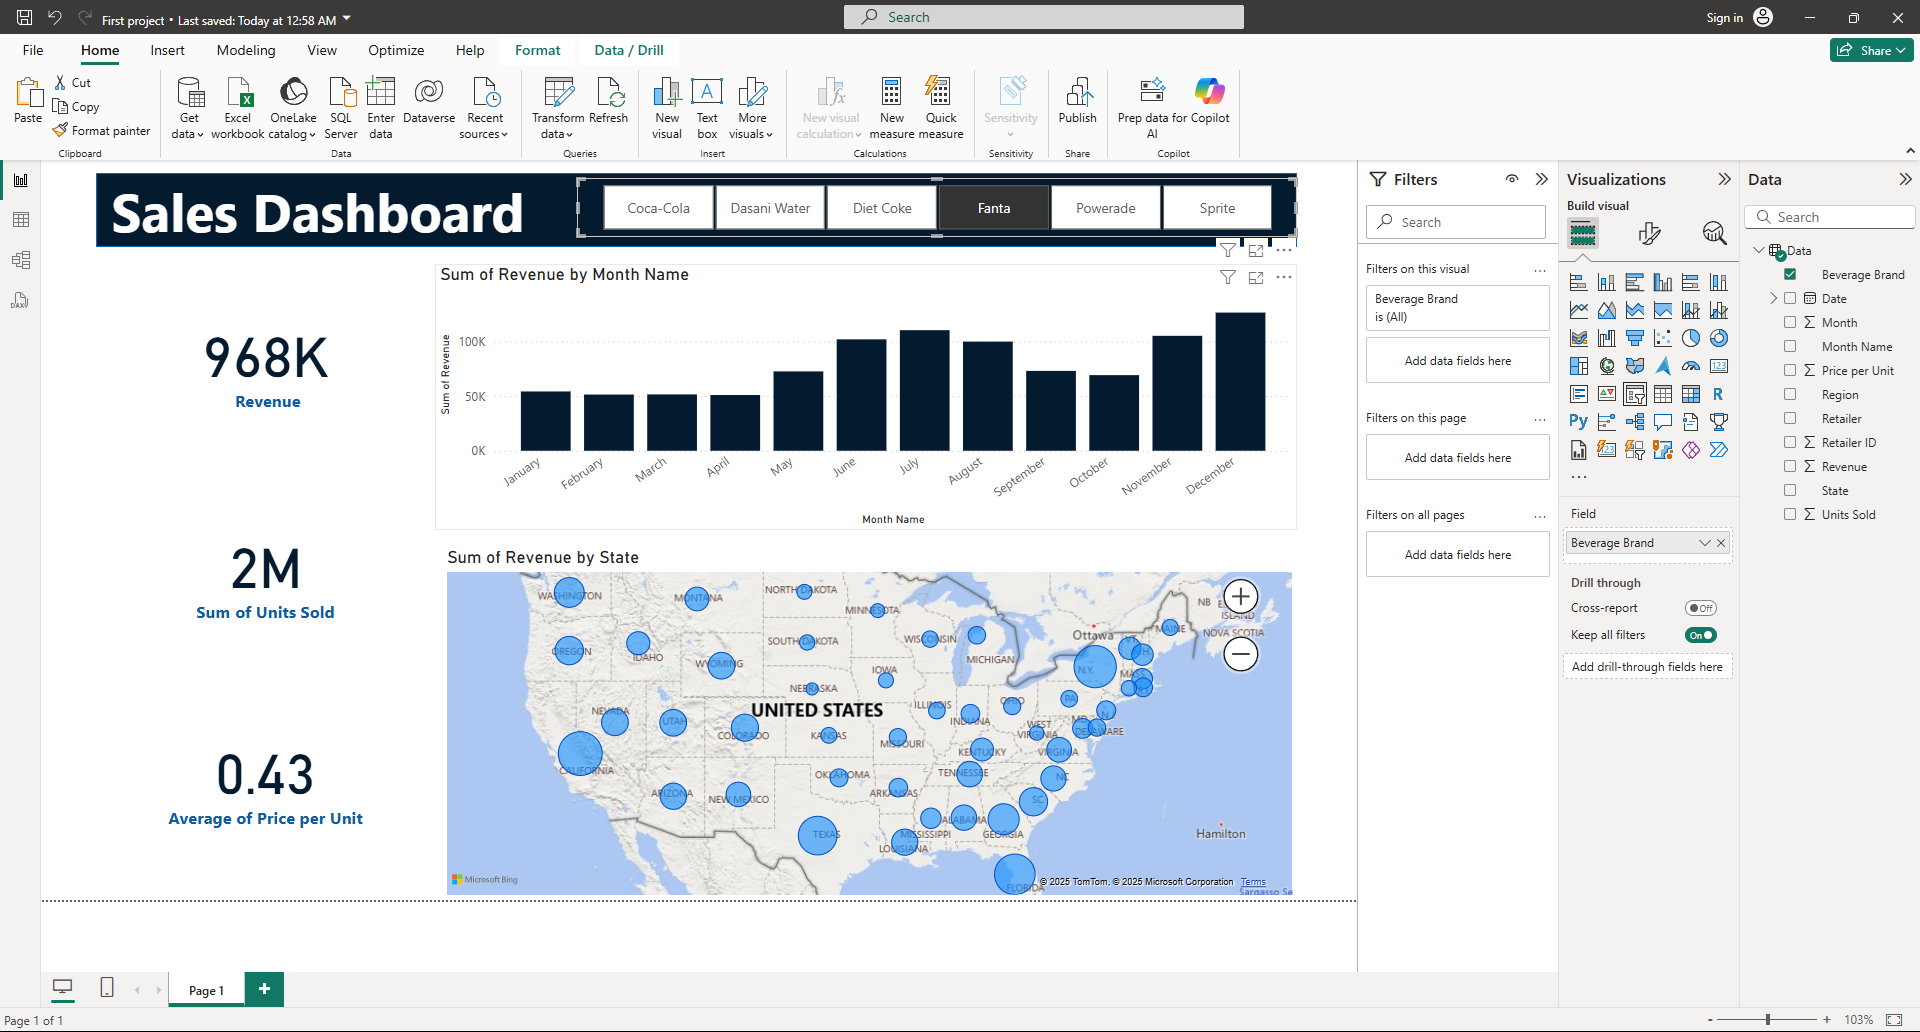 First project • Last saved: Today at 12:58 AM
Search
Sign in
File Home Insert Modeling View Optimize Help Format Data / Drill
Share
Paste
Cut
Copy
Format painter
Clipboard
Get data
Excel workbook
OneLake catalog
SQL Server
Enter data
Dataverse
Recent sources
Data
Transform data
Refresh
Queries
New visual
Text box
More visuals
Insert
New visual calculation
New measure
Quick measure
Calculations
Sensitivity
Sensitivity
Publish
Share
Prep data for AI
Copilot
Copilot
Sales Dashboard
Coca-Cola
Dasani Water
Diet Coke
Fanta
Powerade
Sprite
968K
Revenue
2M
Sum of Units Sold
0.43
Average of Price per Unit
Sum of Revenue by Month Name
Sum of Revenue
100K
50K
0K
January
February
March
April
May
June
July
August
September
October
November
December
Month Name
Sum of Revenue by State
WASHINGTON
MONTANA
NORTH DAKOTA
MINNESOTA
NB
ISLAND
NOVA SCOTIA
MAINE
Ottawa
OREGON
IDAHO
SOUTH DAKOTA
WISCONSIN
MICHIGAN
WYOMING
IOWA
N.Y.
VT
MASS
NEBRASKA
UNITED STATES
NEVADA
UTAH
COLORADO
KANSAS
MISSOURI
ILLINOIS
INDIANA
OHIO
PA
N.J.
MD
DELAWARE
WEST VIRGINIA
VIRGINIA
KENTUCKY
CALIFORNIA
ARIZONA
NEW MEXICO
OKLAHOMA
ARKANSAS
TENNESSEE
NC
SC
TEXAS
LOUISIANA
MISSISSIPPI
ALABAMA
GEORGIA
FLORIDA
Hamilton
Microsoft Bing
© 2025 TomTom, © 2025 Microsoft Corporation Terms
Sargasso Se
Filters
Search
Filters on this visual
Beverage Brand
is (All)
Add data fields here
Filters on this page
Add data fields here
Filters on all pages
Add data fields here
Visualizations
Build visual
R
Py
123
Field
Beverage Brand
Drill through
Cross-report
Off
Keep all filters
On
Add drill-through fields here
Data
Search
Data
Beverage Brand
Date
Month
Month Name
Price per Unit
Region
Retailer
Retailer ID
Revenue
State
Units Sold
Page 1
Page 1 of 1
103%